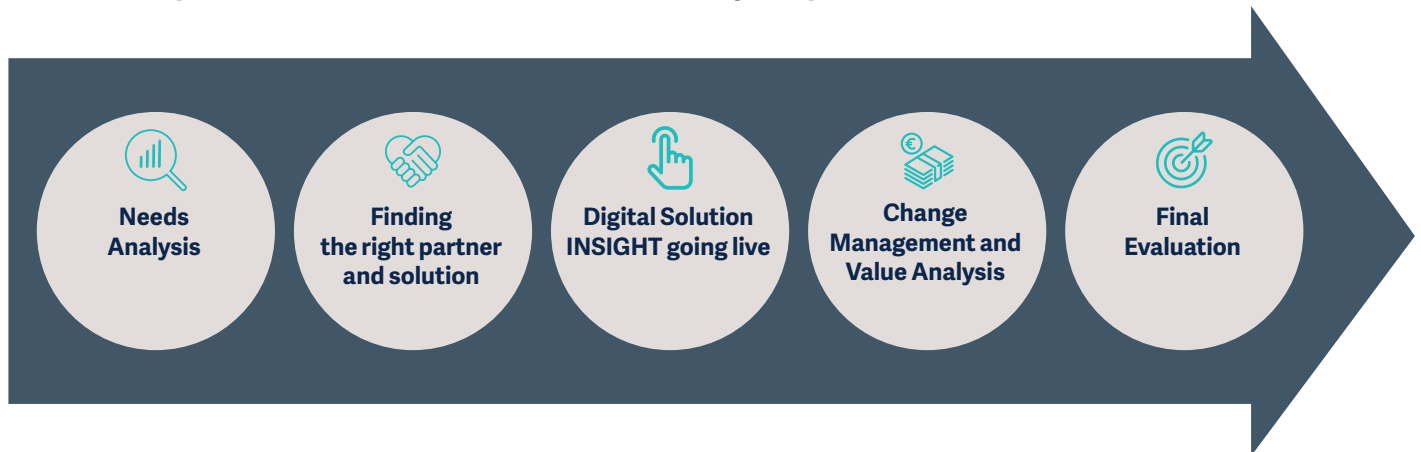 Needs
Analysis
Finding
the right partner
and solution
Digital Solution
INSIGHT going live
€
Change
Management and
Value Analysis
Final
Evaluation